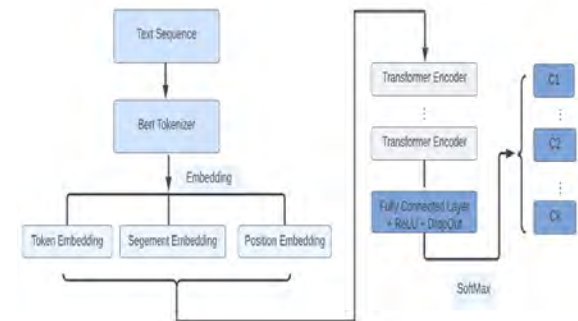 Text Sequence
Bert Tokenizer
Embedding
Token Embedding
Segement Embedding
Position Embedding
Transformer Encoder
Transformer Encoder
Fully Connected Layer
+ ReLU + DropOut
SoftMax
C1
C2
Ck